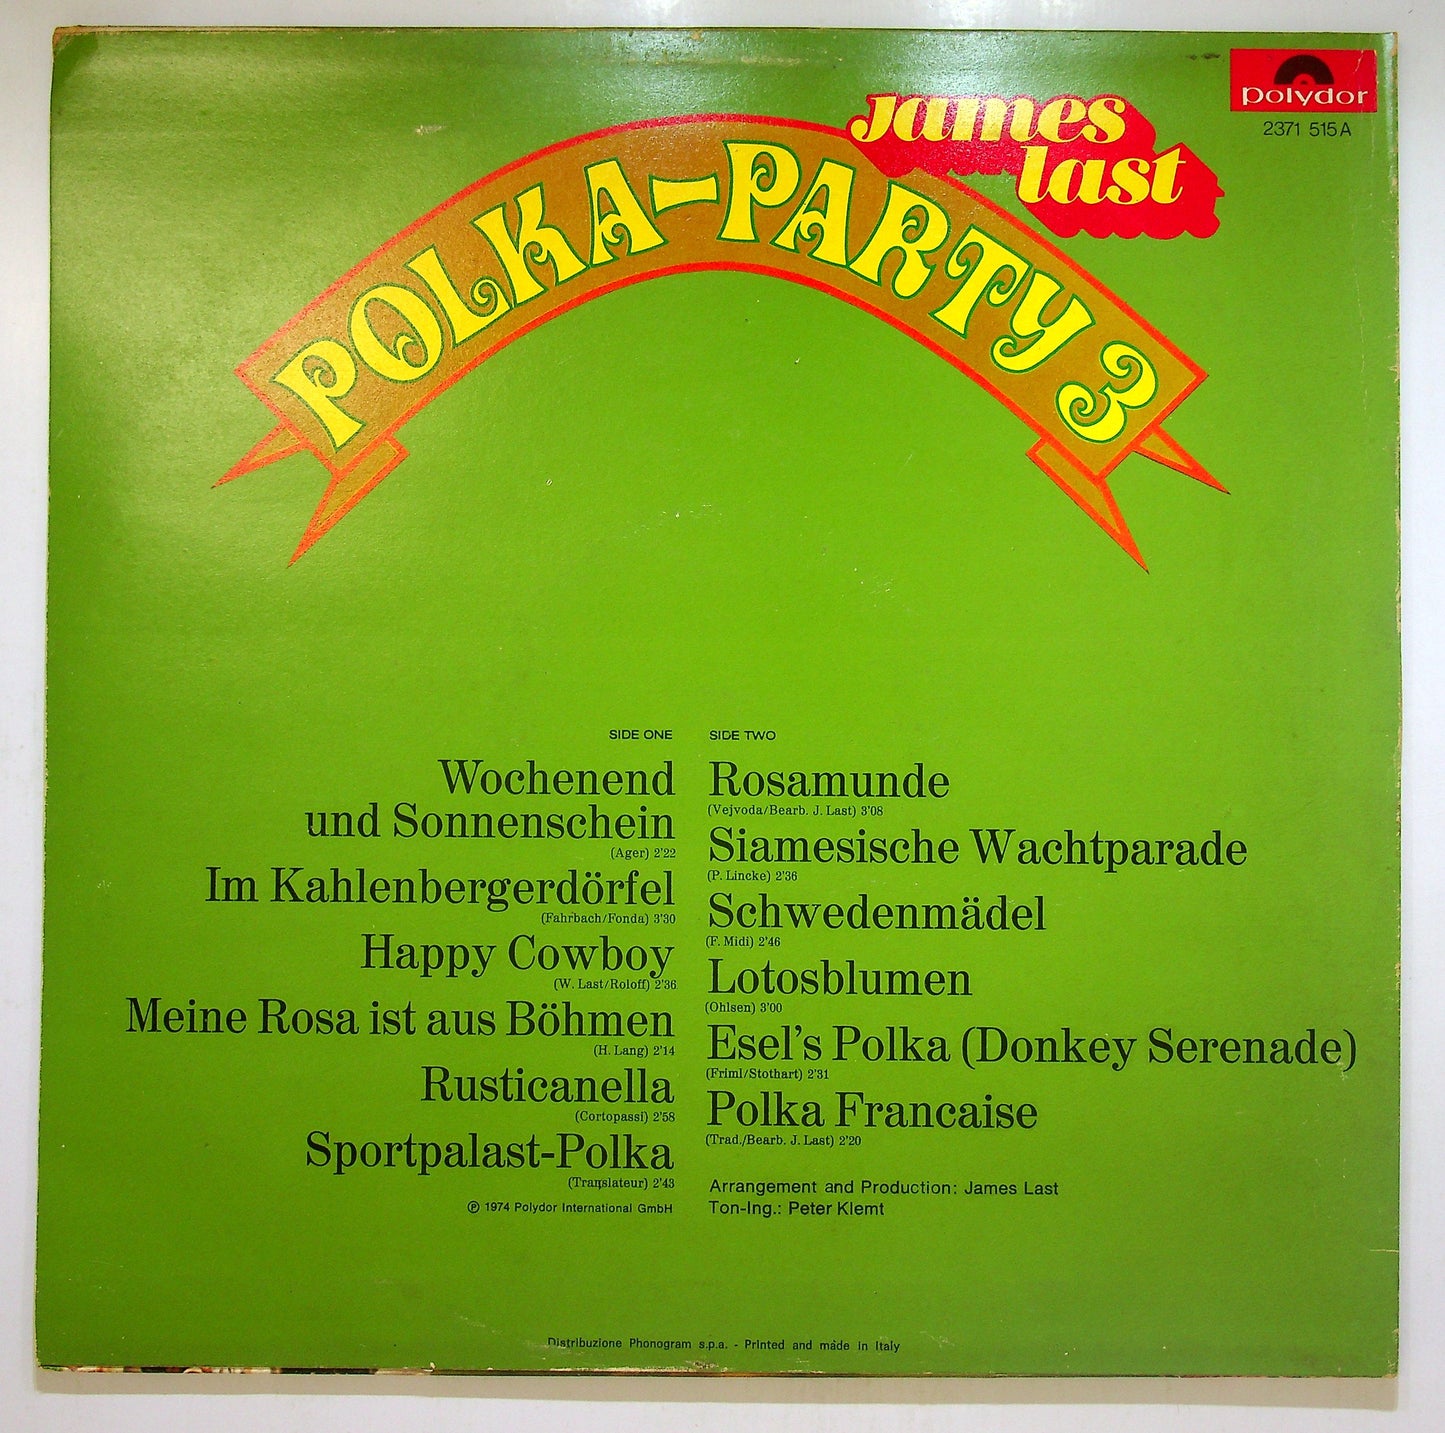 polydor
2371 515A
james
last
POLKA-PARTY 3
SIDE ONE
Wochenend
und Sonnenschein
(Ager) 2'22
Im Kahlenbergerdörfel
(Fahrbach/Fonda) 3'30
Happy Cowboy
(W. Last/Roloff) 2'36
Meine Rosa ist aus Böhmen
(H. Lang) 2'14
Rusticanella
(Cortopassi) 2'58
Sportpalast-Polka
(Translateur) 2'43
℗ 1974 Polydor International GmbH
SIDE TWO
Rosamunde
(Vejvoda/Bearb. J. Last) 3'08
Siamesische Wachtparade
(P. Lincke) 2'36
Schwedenmädel
(F. Midi) 2'46
Lotosblumen
(Ohlsen) 3'00
Esel's Polka (Donkey Serenade)
(Friml/Stothart) 2'31
Polka Francaise
(Trad./Bearb. J. Last) 2'20
Arrangement and Production: James Last
Ton-Ing.: Peter Klemt
Distribuzione Phonogram s.p.a. - Printed and made in Italy